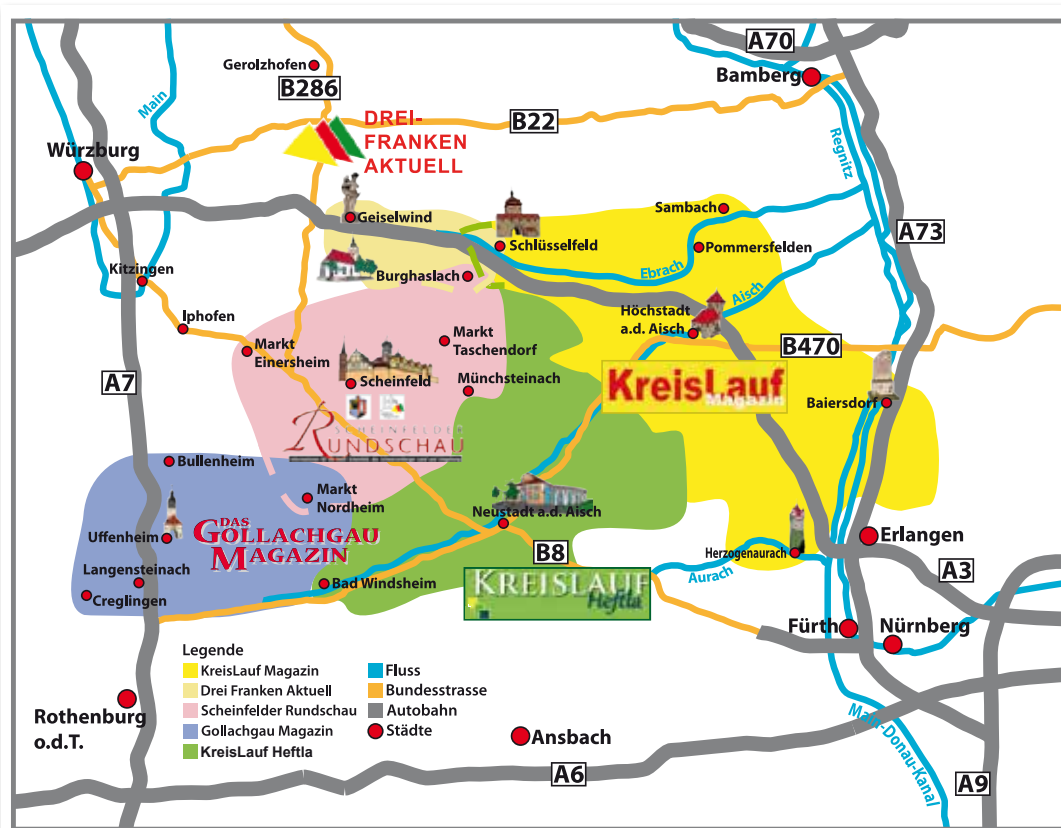 A70
Gerolzhofen
Bamberg
B286
Main
DREI-
FRANKEN
AKTUELL
B22
Regnitz
Würzburg
Geiselwind
Sambach
A73
Schlüsselfeld
Pommersfelden
Kitzingen
Burghaslach
Ebrach
Aisch
Iphofen
Höchstadt
a.d. Aisch
Markt
Einersheim
Markt
Taschendorf
B470
A7
Scheinfeld
Münchsteinach
KreisLauf
Magazin
Baiersdorf
SCHEINFELDER
RUNDSCHAU
Bullenheim
Markt
Nordheim
DAS
GOLLACHGAU
MAGAZIN
Uffenheim
Neustadt a.d. Aisch
Erlangen
B8
Herzogenaurach
Langensteinach
Bad Windsheim
KREISLAUF
Heftla
Aurach
A3
Creglingen
Fürth
Nürnberg
Legende
KreisLauf Magazin
Drei Franken Aktuell
Scheinfelder Rundschau
Gollachgau Magazin
KreisLauf Heftla
Fluss
Bundesstrasse
Autobahn
Städte
Rothenburg
o.d.T.
Ansbach
Main-Donau-Kanal
A6
A9